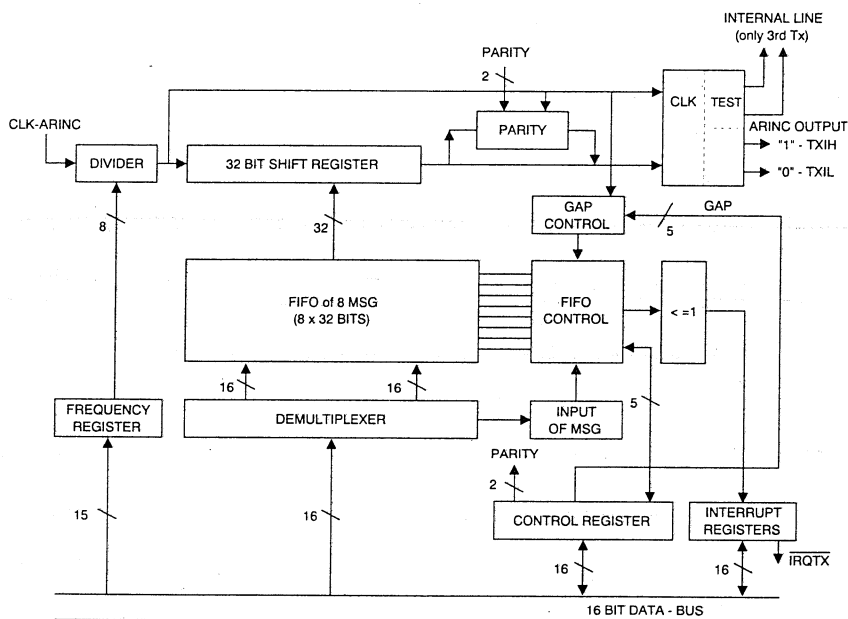 INTERNAL LINE
(only 3rd Tx)
PARITY
2
CLK-ARINC
CLK
TEST
PARITY
ARINC OUTPUT
"1" - TXIH
"0" - TXIL
DIVIDER
32 BIT SHIFT REGISTER
8
32
GAP
CONTROL
GAP
5
FIFO of 8 MSG
(8 x 32 BITS)
FIFO
CONTROL
< =1
16
16
5
FREQUENCY
REGISTER
DEMULTIPLEXER
INPUT
OF MSG
PARITY
2
15
16
CONTROL REGISTER
INTERRUPT
REGISTERS
16
16
IRQTX
16 BIT DATA - BUS